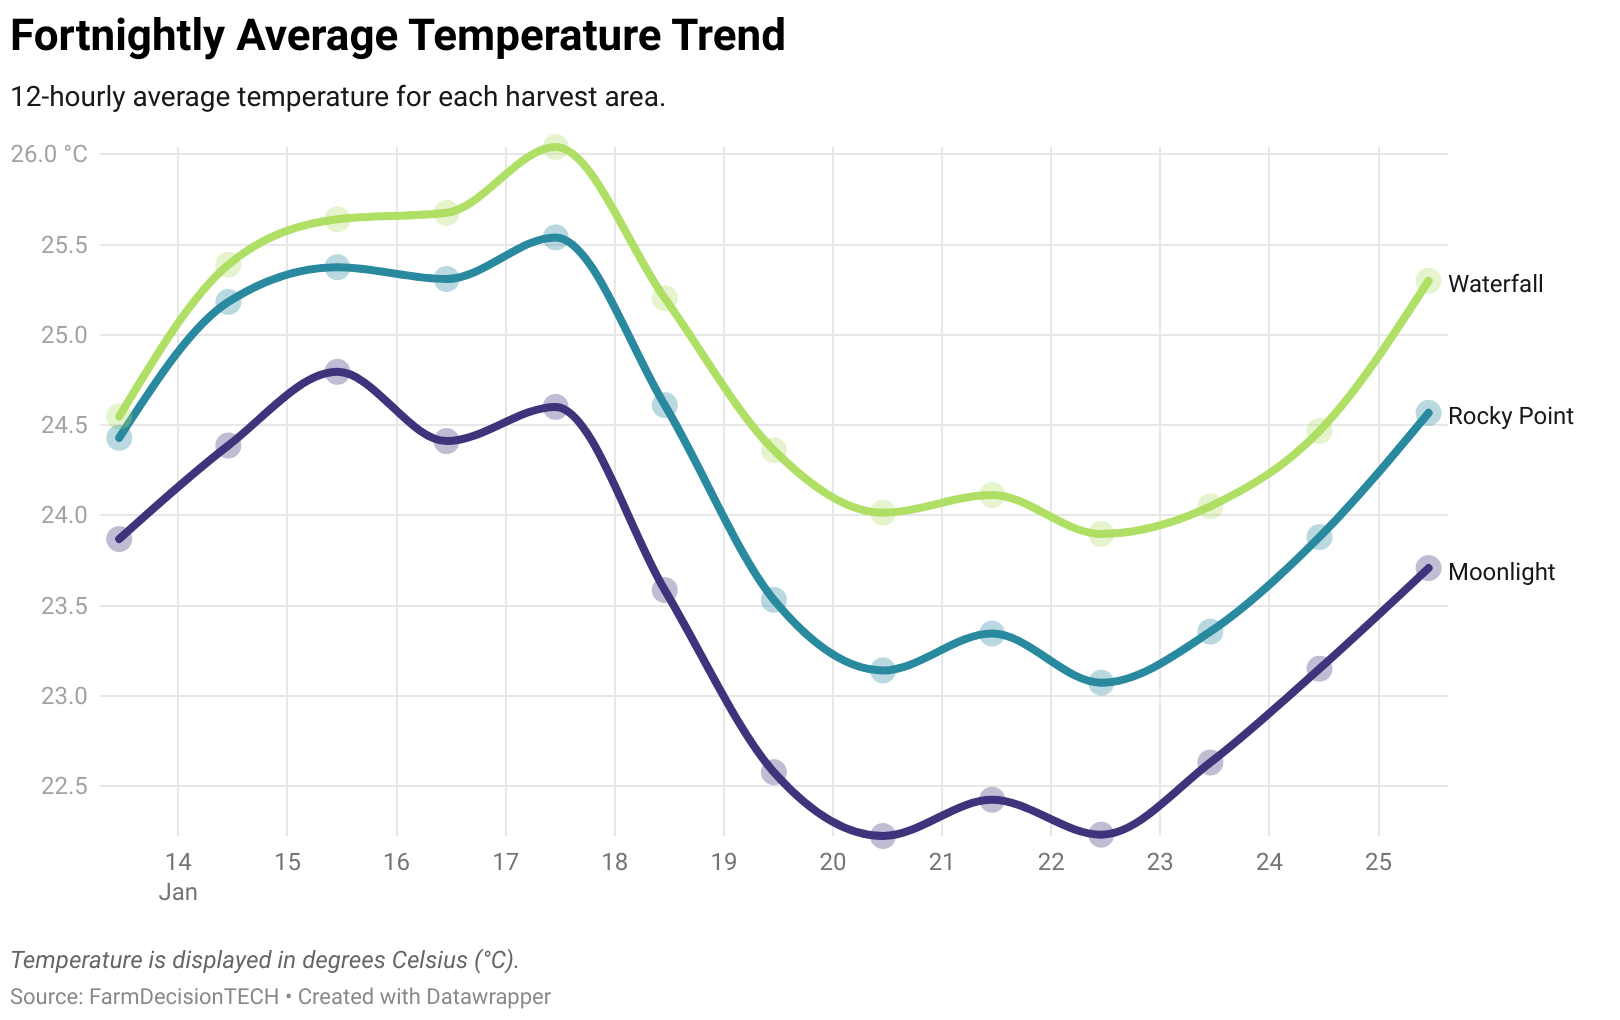 Fortnightly Average Temperature Trend
12-hourly average temperature for each harvest area.
26.0 °C
25.5
25.0
24.5
24.0
23.5
23.0
22.5
Waterfall
Rocky Point
Moonlight
14 15 16 17 18 19 20 21 22 23 24 25
Jan
Temperature is displayed in degrees Celsius (°C).
Source: FarmDecisionTECH • Created with Datawrapper